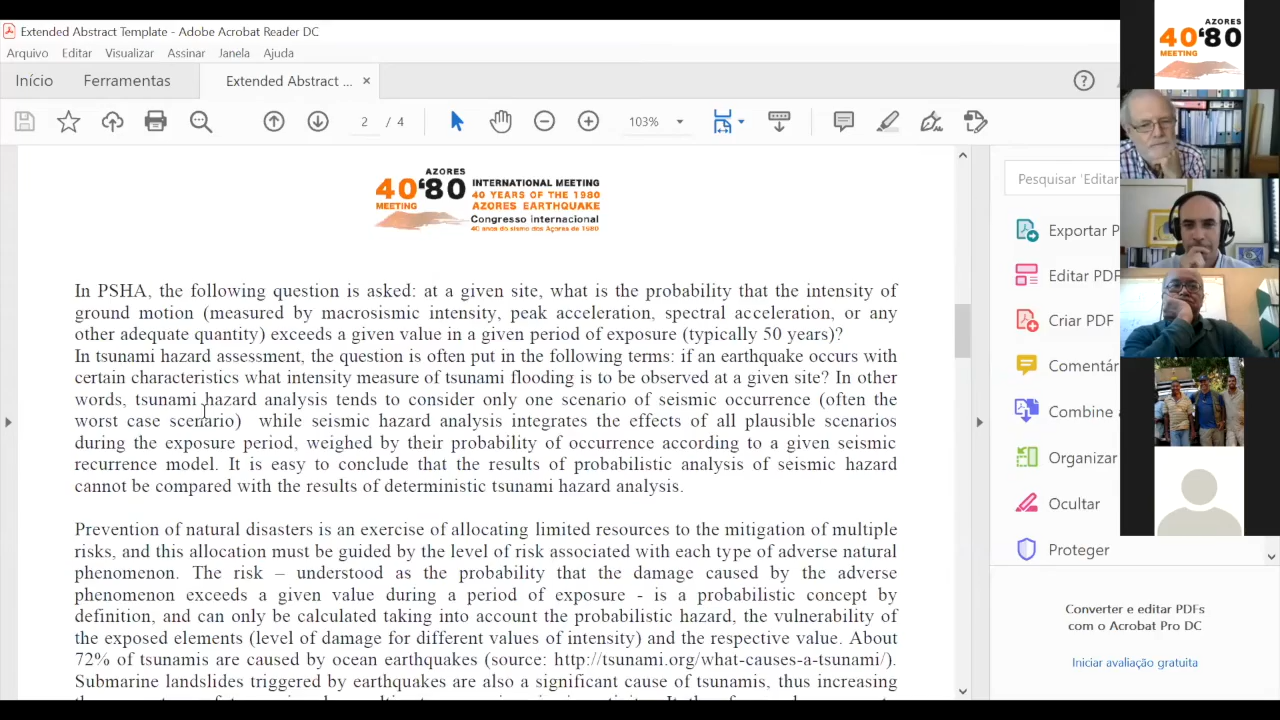 Extended Abstract Template - Adobe Acrobat Reader DC
Arquivo Editar Visualizar Assinar Janela Ajuda
Início Ferramentas Extended Abstract ... ×
2 / 4 103%
AZORES
40'80
MEETING
INTERNATIONAL MEETING
40 YEARS OF THE 1980
AZORES EARTHQUAKE
Congresso internacional
40 anos do sismo dos Açores de 1980
In PSHA, the following question is asked: at a given site, what is the probability that the intensity of
ground motion (measured by macrosismic intensity, peak acceleration, spectral acceleration, or any
other adequate quantity) exceeds a given value in a given period of exposure (typically 50 years)?
In tsunami hazard assessment, the question is often put in the following terms: if an earthquake occurs with
certain characteristics what intensity measure of tsunami flooding is to be observed at a given site? In other
words, tsunami hazard analysis tends to consider only one scenario of seismic occurrence (often the
worst case scenario) while seismic hazard analysis integrates the effects of all plausible scenarios
during the exposure period, weighed by their probability of occurrence according to a given seismic
recurrence model. It is easy to conclude that the results of probabilistic analysis of seismic hazard
cannot be compared with the results of deterministic tsunami hazard analysis.
Prevention of natural disasters is an exercise of allocating limited resources to the mitigation of multiple
risks, and this allocation must be guided by the level of risk associated with each type of adverse natural
phenomenon. The risk – understood as the probability that the damage caused by the adverse
phenomenon exceeds a given value during a period of exposure - is a probabilistic concept by
definition, and can only be calculated taking into account the probabilistic hazard, the vulnerability of
the exposed elements (level of damage for different values of intensity) and the respective value. About
72% of tsunamis are caused by ocean earthquakes (source: http://tsunami.org/what-causes-a-tsunami/).
Submarine landslides triggered by earthquakes are also a significant cause of tsunamis, thus increasing
Pesquisar 'Editar
Exportar P
Editar PDF
Criar PDF
Comentár
Combine a
Organizar
Ocultar
Proteger
Converter e editar PDFs
com o Acrobat Pro DC
Iniciar avaliação gratuita
AZORES
40'80
MEETING